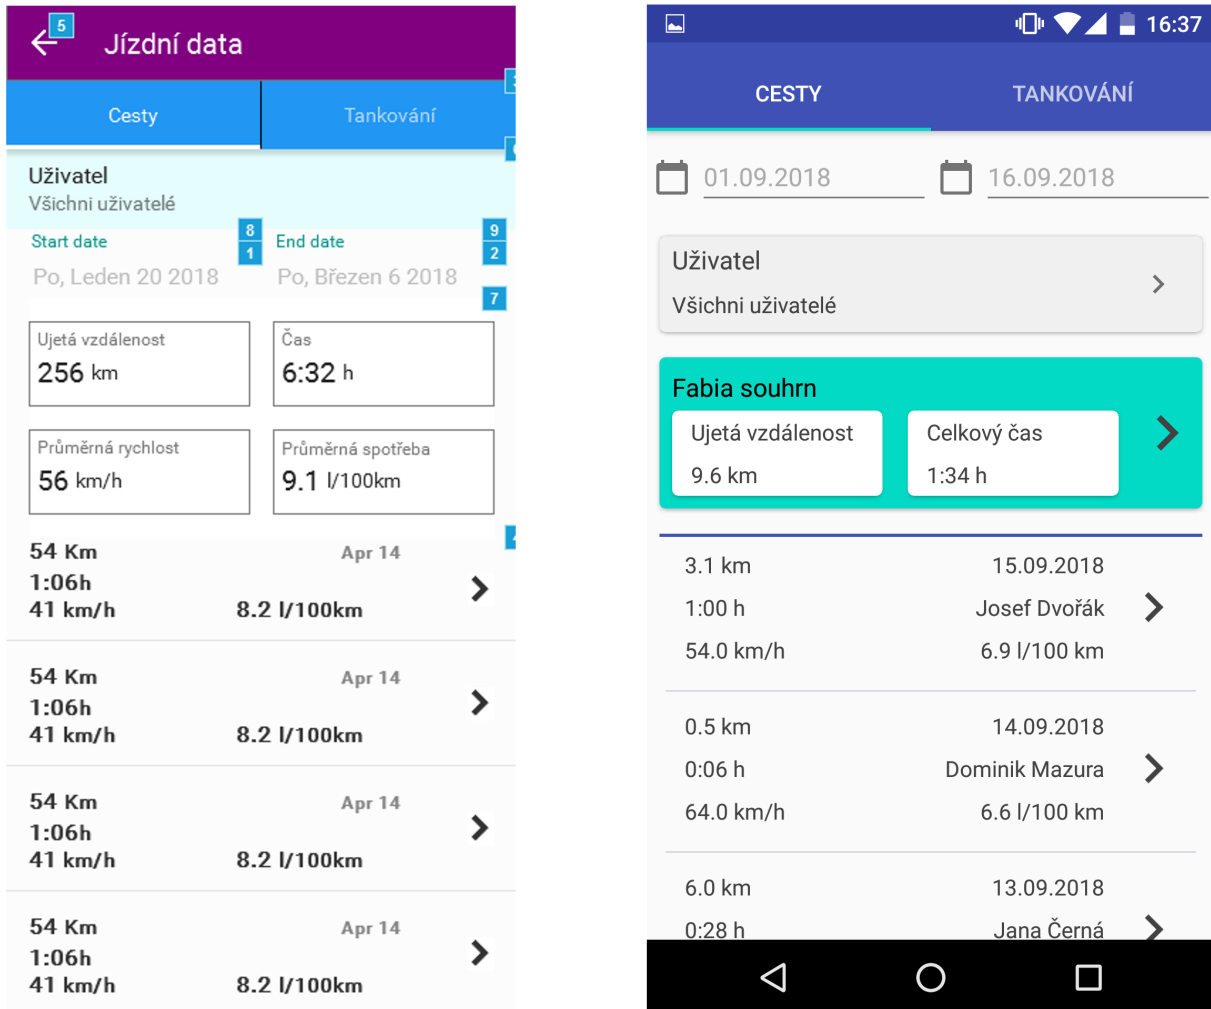 5
Jízdní data
Cesty
Tankování
Uživatel
Všichni uživatelé
8
1
9
2
Start date
End date
Po, Leden 20 2018
Po, Březen 6 2018
7
Ujetá vzdálenost
256 km
Čas
6:32 h
Průměrná rychlost
56 km/h
Průměrná spotřeba
9.1 l/100km
54 Km
Apr 14
1:06h
41 km/h
8.2 l/100km
54 Km
Apr 14
1:06h
41 km/h
8.2 l/100km
54 Km
Apr 14
1:06h
41 km/h
8.2 l/100km
54 Km
Apr 14
1:06h
41 km/h
8.2 l/100km
16:37
CESTY
TANKOVÁNÍ
01.09.2018
16.09.2018
Uživatel
Všichni uživatelé
Fabia souhrn
Ujetá vzdálenost
9.6 km
Celkový čas
1:34 h
3.1 km
15.09.2018
1:00 h
Josef Dvořák
54.0 km/h
6.9 l/100 km
0.5 km
14.09.2018
0:06 h
Dominik Mazura
64.0 km/h
6.6 l/100 km
6.0 km
13.09.2018
0:28 h
Jana Černá